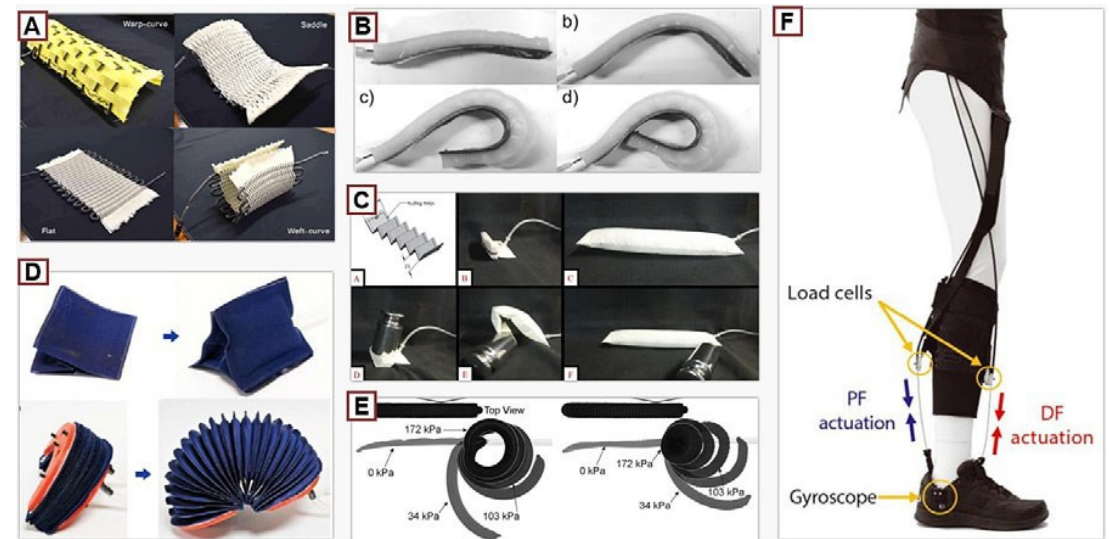 A
Warp-curve
Saddle
Flat
Weft-curve
B
b)
c)
d)
C
A
B
C
D
E
F
D
E
Top View
172 kPa
0 kPa
34 kPa
103 kPa
172 kPa
0 kPa
34 kPa
103 kPa
F
Load cells
PF
actuation
DF
actuation
Gyroscope